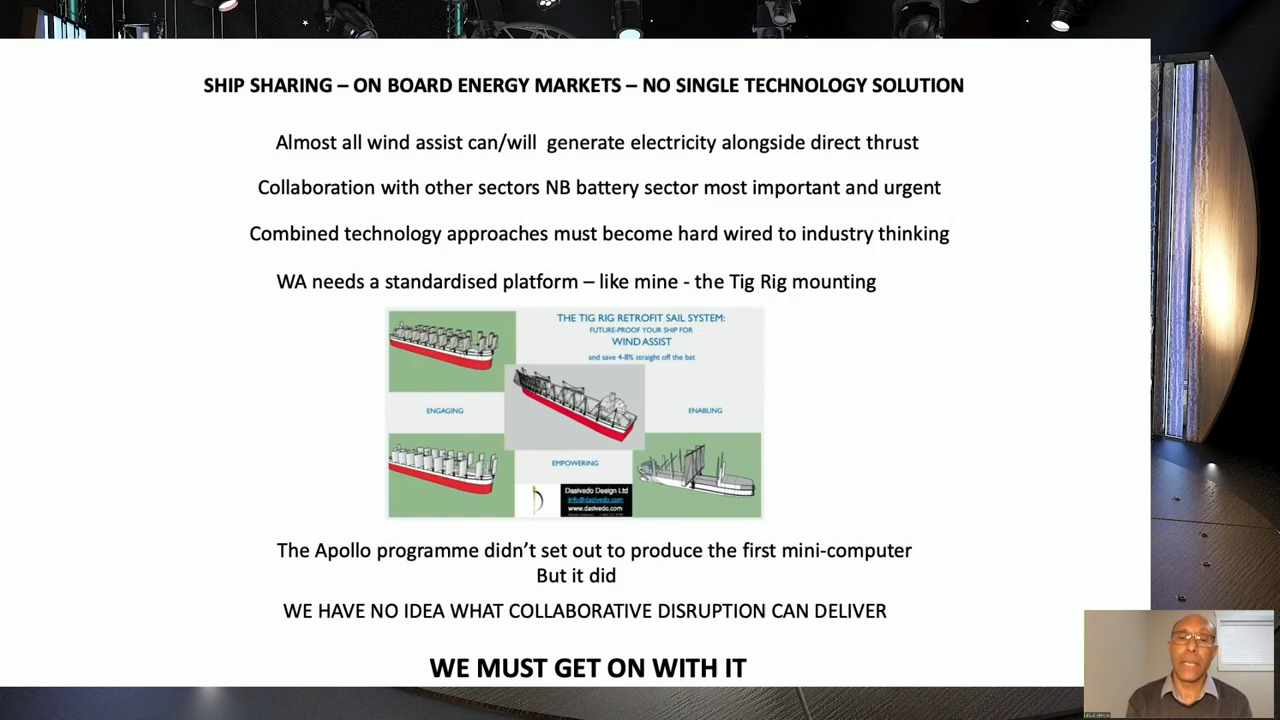 SHIP SHARING – ON BOARD ENERGY MARKETS – NO SINGLE TECHNOLOGY SOLUTION
Almost all wind assist can/will generate electricity alongside direct thrust
Collaboration with other sectors NB battery sector most important and urgent
Combined technology approaches must become hard wired to industry thinking
WA needs a standardised platform – like mine - the Tig Rig mounting
THE TIG RIG RETROFIT SAIL SYSTEM:
FUTURE-PROOF YOUR SHIP FOR
WIND ASSIST
and save 4-8% straight off the bat
ENGAGING
ENABLING
EMPOWERING
Dasivedo Design Ltd
info@dasivedo.com
www.dasivedo.com
The Apollo programme didn't set out to produce the first mini-computer
But it did
WE HAVE NO IDEA WHAT COLLABORATIVE DISRUPTION CAN DELIVER
WE MUST GET ON WITH IT